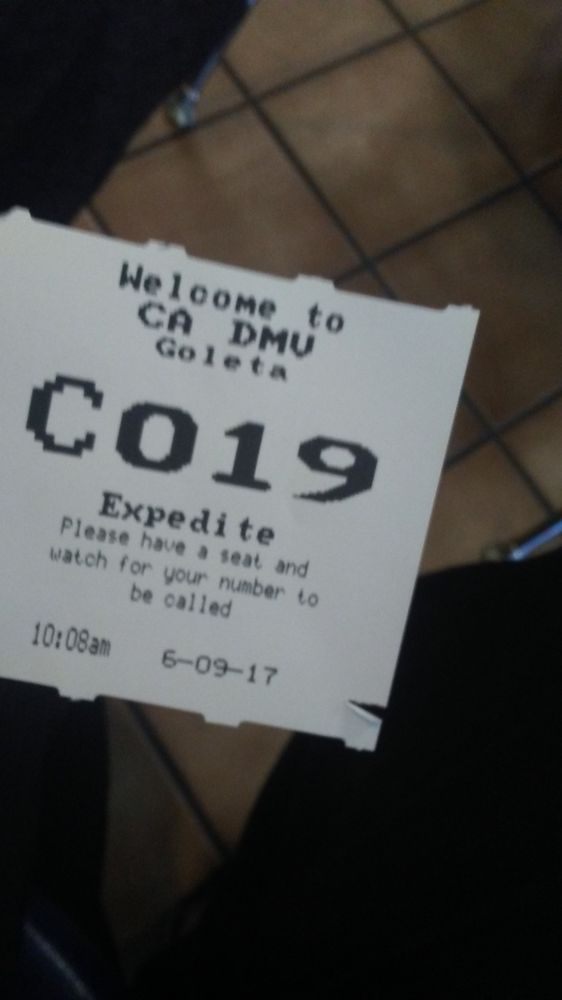 Welcome to
CA DMV
Goleta
C019
Expedite
Please have a seat and
watch for your number to
be called
10:08am 6-09-17